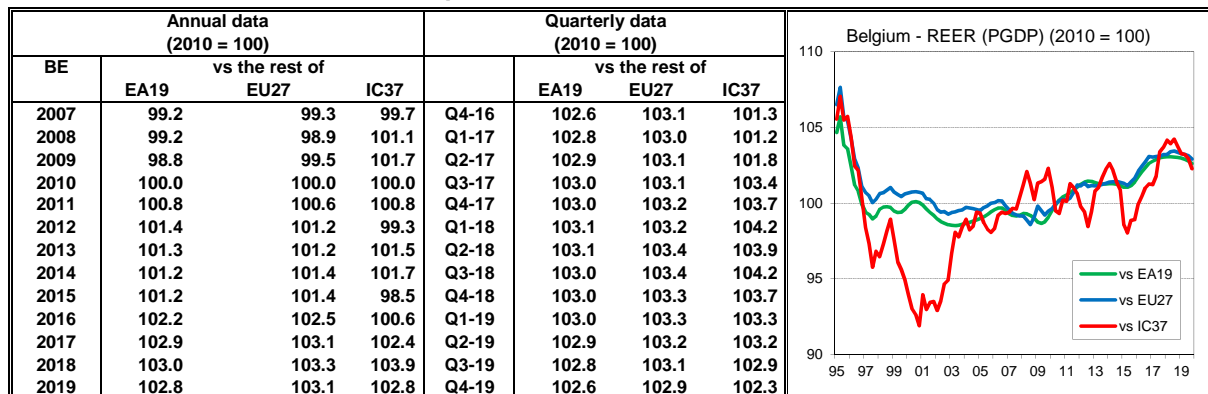 Annual data Quarterly data
(2010 = 100) (2010 = 100)
BE vs the rest of vs the rest of
EA19 EU27 IC37 EA19 EU27 IC37
2007 99.2 99.3 99.7 Q4-16 102.6 103.1 101.3
2008 99.2 98.9 101.1 Q1-17 102.8 103.0 101.2
2009 98.8 99.5 101.7 Q2-17 102.9 103.1 101.8
2010 100.0 100.0 100.0 Q3-17 103.0 103.1 103.4
2011 100.8 100.6 100.8 Q4-17 103.0 103.2 103.7
2012 101.4 101.2 99.3 Q1-18 103.1 103.2 104.2
2013 101.3 101.2 101.5 Q2-18 103.1 103.4 103.9
2014 101.2 101.4 101.7 Q3-18 103.0 103.4 104.2
2015 101.2 101.4 98.5 Q4-18 103.0 103.3 103.7
2016 102.2 102.5 100.6 Q1-19 103.0 103.3 103.3
2017 102.9 103.1 102.4 Q2-19 102.9 103.2 103.2
2018 103.0 103.3 103.9 Q3-19 102.8 103.1 102.9
2019 102.8 103.1 102.8 Q4-19 102.6 102.9 102.3
Belgium - REER (PGDP) (2010 = 100)
110
105
100
95
90
vs EA19
vs EU27
vs IC37
95 97 99 01 03 05 07 09 11 13 15 17 19